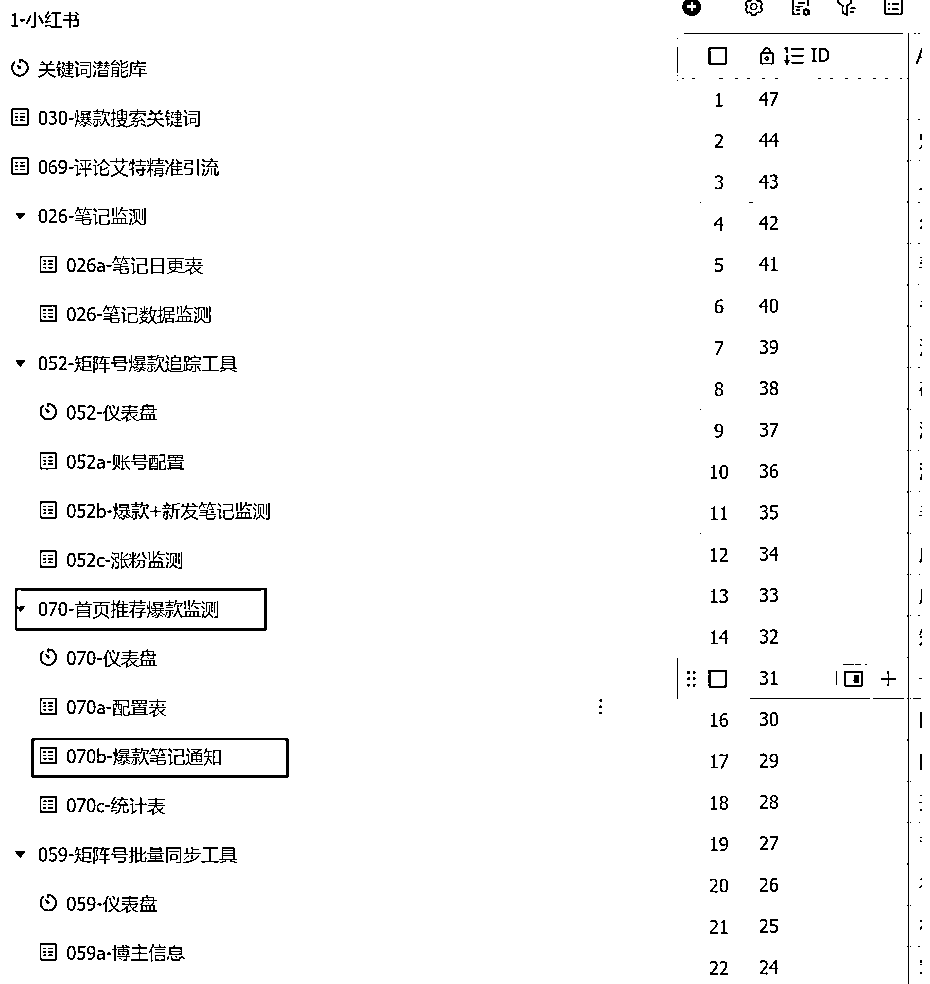 1-小红书
关键词潜能库
030-爆款搜索关键词
069-评论艾特精准引流
026-笔记监测
026a-笔记日更表
026-笔记数据监测
052-矩阵号爆款追踪工具
052-仪表盘
052a-账号配置
052b-爆款+新发笔记监测
052c-涨粉监测
070-首页推荐爆款监测
070-仪表盘
070a-配置表
070b-爆款笔记通知
070c-统计表
059-矩阵号批量同步工具
059-仪表盘
059a-博主信息
ID
1 47
2 44
3 43
4 42
5 41
6 40
7 39
8 38
9 37
10 36
11 35
12 34
13 33
14 32
31
16 30
17 29
18 28
19 27
20 26
21 25
22 24